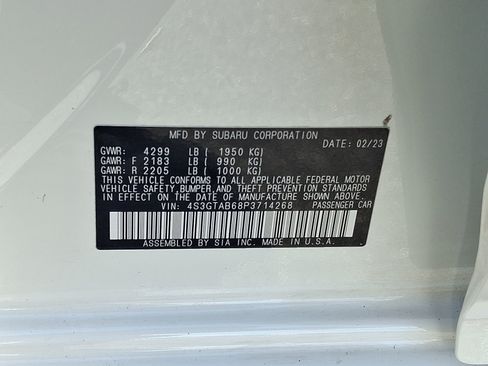 MFD BY SUBARU CORPORATION
DATE: 02/23
GVWR: 4299 LB ( 1950 KG)
GAWR: F 2183 LB ( 990 KG)
GAWR: R 2205 LB ( 1000 KG)
THIS VEHICLE CONFORMS TO ALL APPLICABLE FEDERAL MOTOR
VEHICLE SAFETY,BUMPER,AND THEFT PREVENTION STANDARDS
IN EFFECT ON THE DATE OF MANUFACTURE SHOWN ABOVE.
VIN: 4S3GTAB68P3714268 PASSENGER CAR
ASSEMBLED BY SIA INC. MADE IN U.S.A.